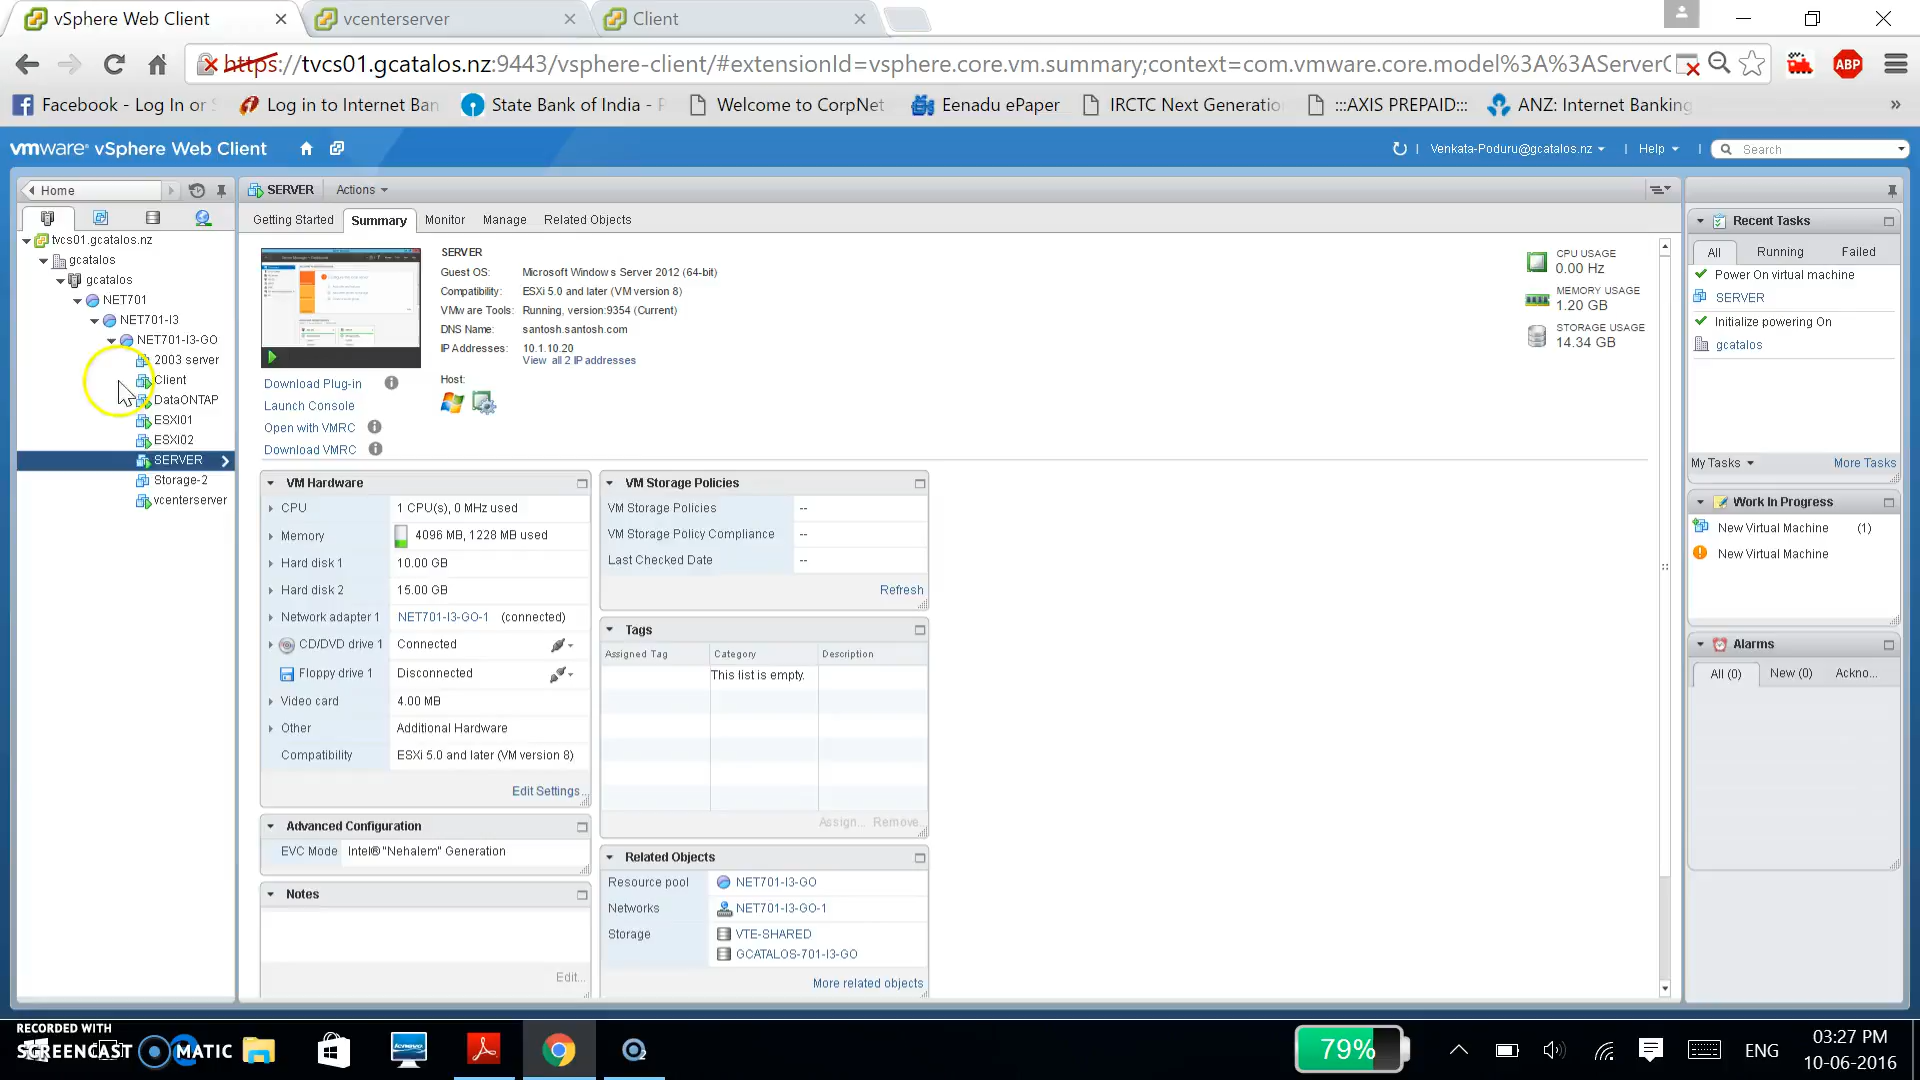 vSphere Web Client
vcenterserver
Client
https://tvcs01.gcatalos.nz:9443/vsphere-client/#extensionId=vsphere.core.vm.summary;context=com.vmware.core.model%3A%3AServerO
Facebook - Log In or S
Log in to Internet Ban
State Bank of India - P
Welcome to CorpNet
Eenadu ePaper
IRCTC Next Generatio
:::AXIS PREPAID:::
ANZ: Internet Banking
»
ABP
vmware® vSphere Web Client
Venkata-Poduru@gcatalos.nz
Help
Search
Home
tvcs01.gcatalos.nz
gcatalos
gcatalos
NET701
NET701-I3
NET701-I3-GO
2003 server
Client
DataONTAP
ESXI01
ESXI02
SERVER
Storage-2
vcenterserver
SERVER Actions
Getting Started Summary Monitor Manage Related Objects
SERVER
Guest OS: Microsoft Windows Server 2012 (64-bit)
Compatibility: ESXi 5.0 and later (VM version 8)
VMware Tools: Running, version:9354 (Current)
DNS Name: santosh.santosh.com
IP Addresses: 10.1.10.20
View all 2 IP addresses
Host:
CPU USAGE
0.00 Hz
MEMORY USAGE
1.20 GB
STORAGE USAGE
14.34 GB
Download Plug-in
Launch Console
Open with VMRC
Download VMRC
VM Hardware
CPU 1 CPU(s), 0 MHz used
Memory 4096 MB, 1228 MB used
Hard disk 1 10.00 GB
Hard disk 2 15.00 GB
Network adapter 1 NET701-I3-GO-1 (connected)
CD/DVD drive 1 Connected
Floppy drive 1 Disconnected
Video card 4.00 MB
Other Additional Hardware
Compatibility ESXi 5.0 and later (VM version 8)
Edit Settings...
Advanced Configuration
EVC Mode Intel® "Nehalem" Generation
Notes
Edit...
VM Storage Policies
VM Storage Policies --
VM Storage Policy Compliance --
Last Checked Date --
Refresh
Tags
Assigned Tag Category Description
This list is empty.
Assign... Remove...
Related Objects
Resource pool NET701-I3-GO
Networks NET701-I3-GO-1
Storage VTE-SHARED
GCATALOS-701-I3-GO
More related objects
Recent Tasks
All Running Failed
Power On virtual machine
SERVER
Initialize powering On
gcatalos
My Tasks More Tasks
Work In Progress
New Virtual Machine (1)
New Virtual Machine
Alarms
All (0) New (0) Ackno...
RECORDED WITH
SCREENCAST MATIC
lenovo
79%
ENG
03:27 PM
10-06-2016